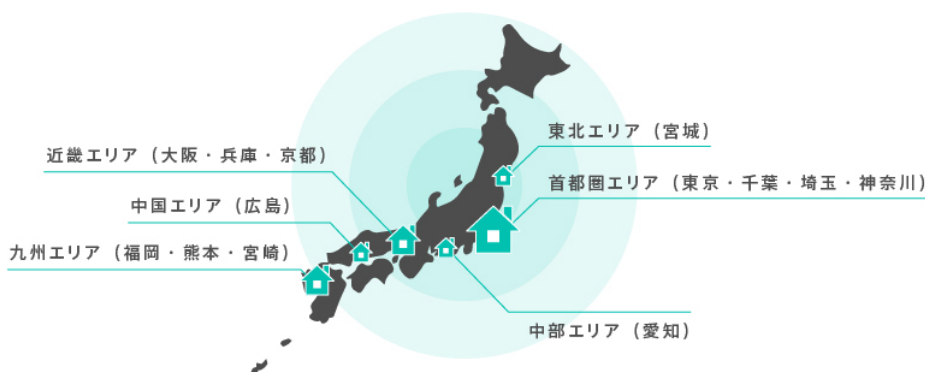 東北エリア（宮城）
近畿エリア（大阪・兵庫・京都）
首都圏エリア（東京・千葉・埼玉・神奈川）
中国エリア（広島）
九州エリア（福岡・熊本・宮崎）
中部エリア（愛知）